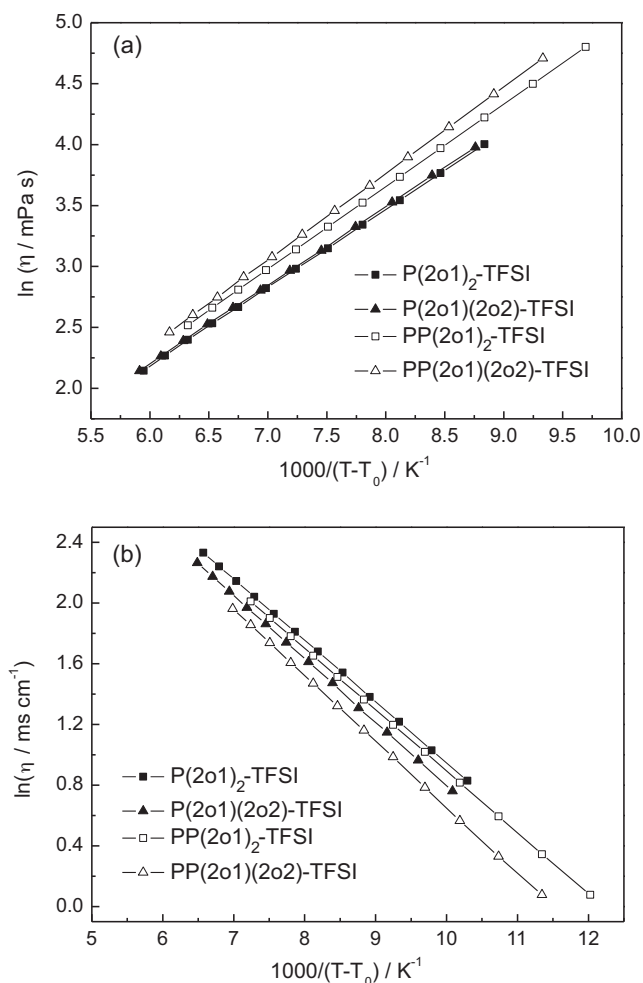 (a)
5.0
4.5
4.0
3.5
3.0
2.5
2.0
ln (η / mPa s)
P(2o1)₂-TFSI
P(2o1)(2o2)-TFSI
PP(2o1)₂-TFSI
PP(2o1)(2o2)-TFSI
5.5 6.0 6.5 7.0 7.5 8.0 8.5 9.0 9.5 10.0
1000/(T-T₀) / K⁻¹
(b)
2.4
2.0
1.6
1.2
0.8
0.4
0.0
ln(η / ms cm⁻¹)
P(2o1)₂-TFSI
P(2o1)(2o2)-TFSI
PP(2o1)₂-TFSI
PP(2o1)(2o2)-TFSI
5 6 7 8 9 10 11 12
1000/(T-T₀) / K⁻¹